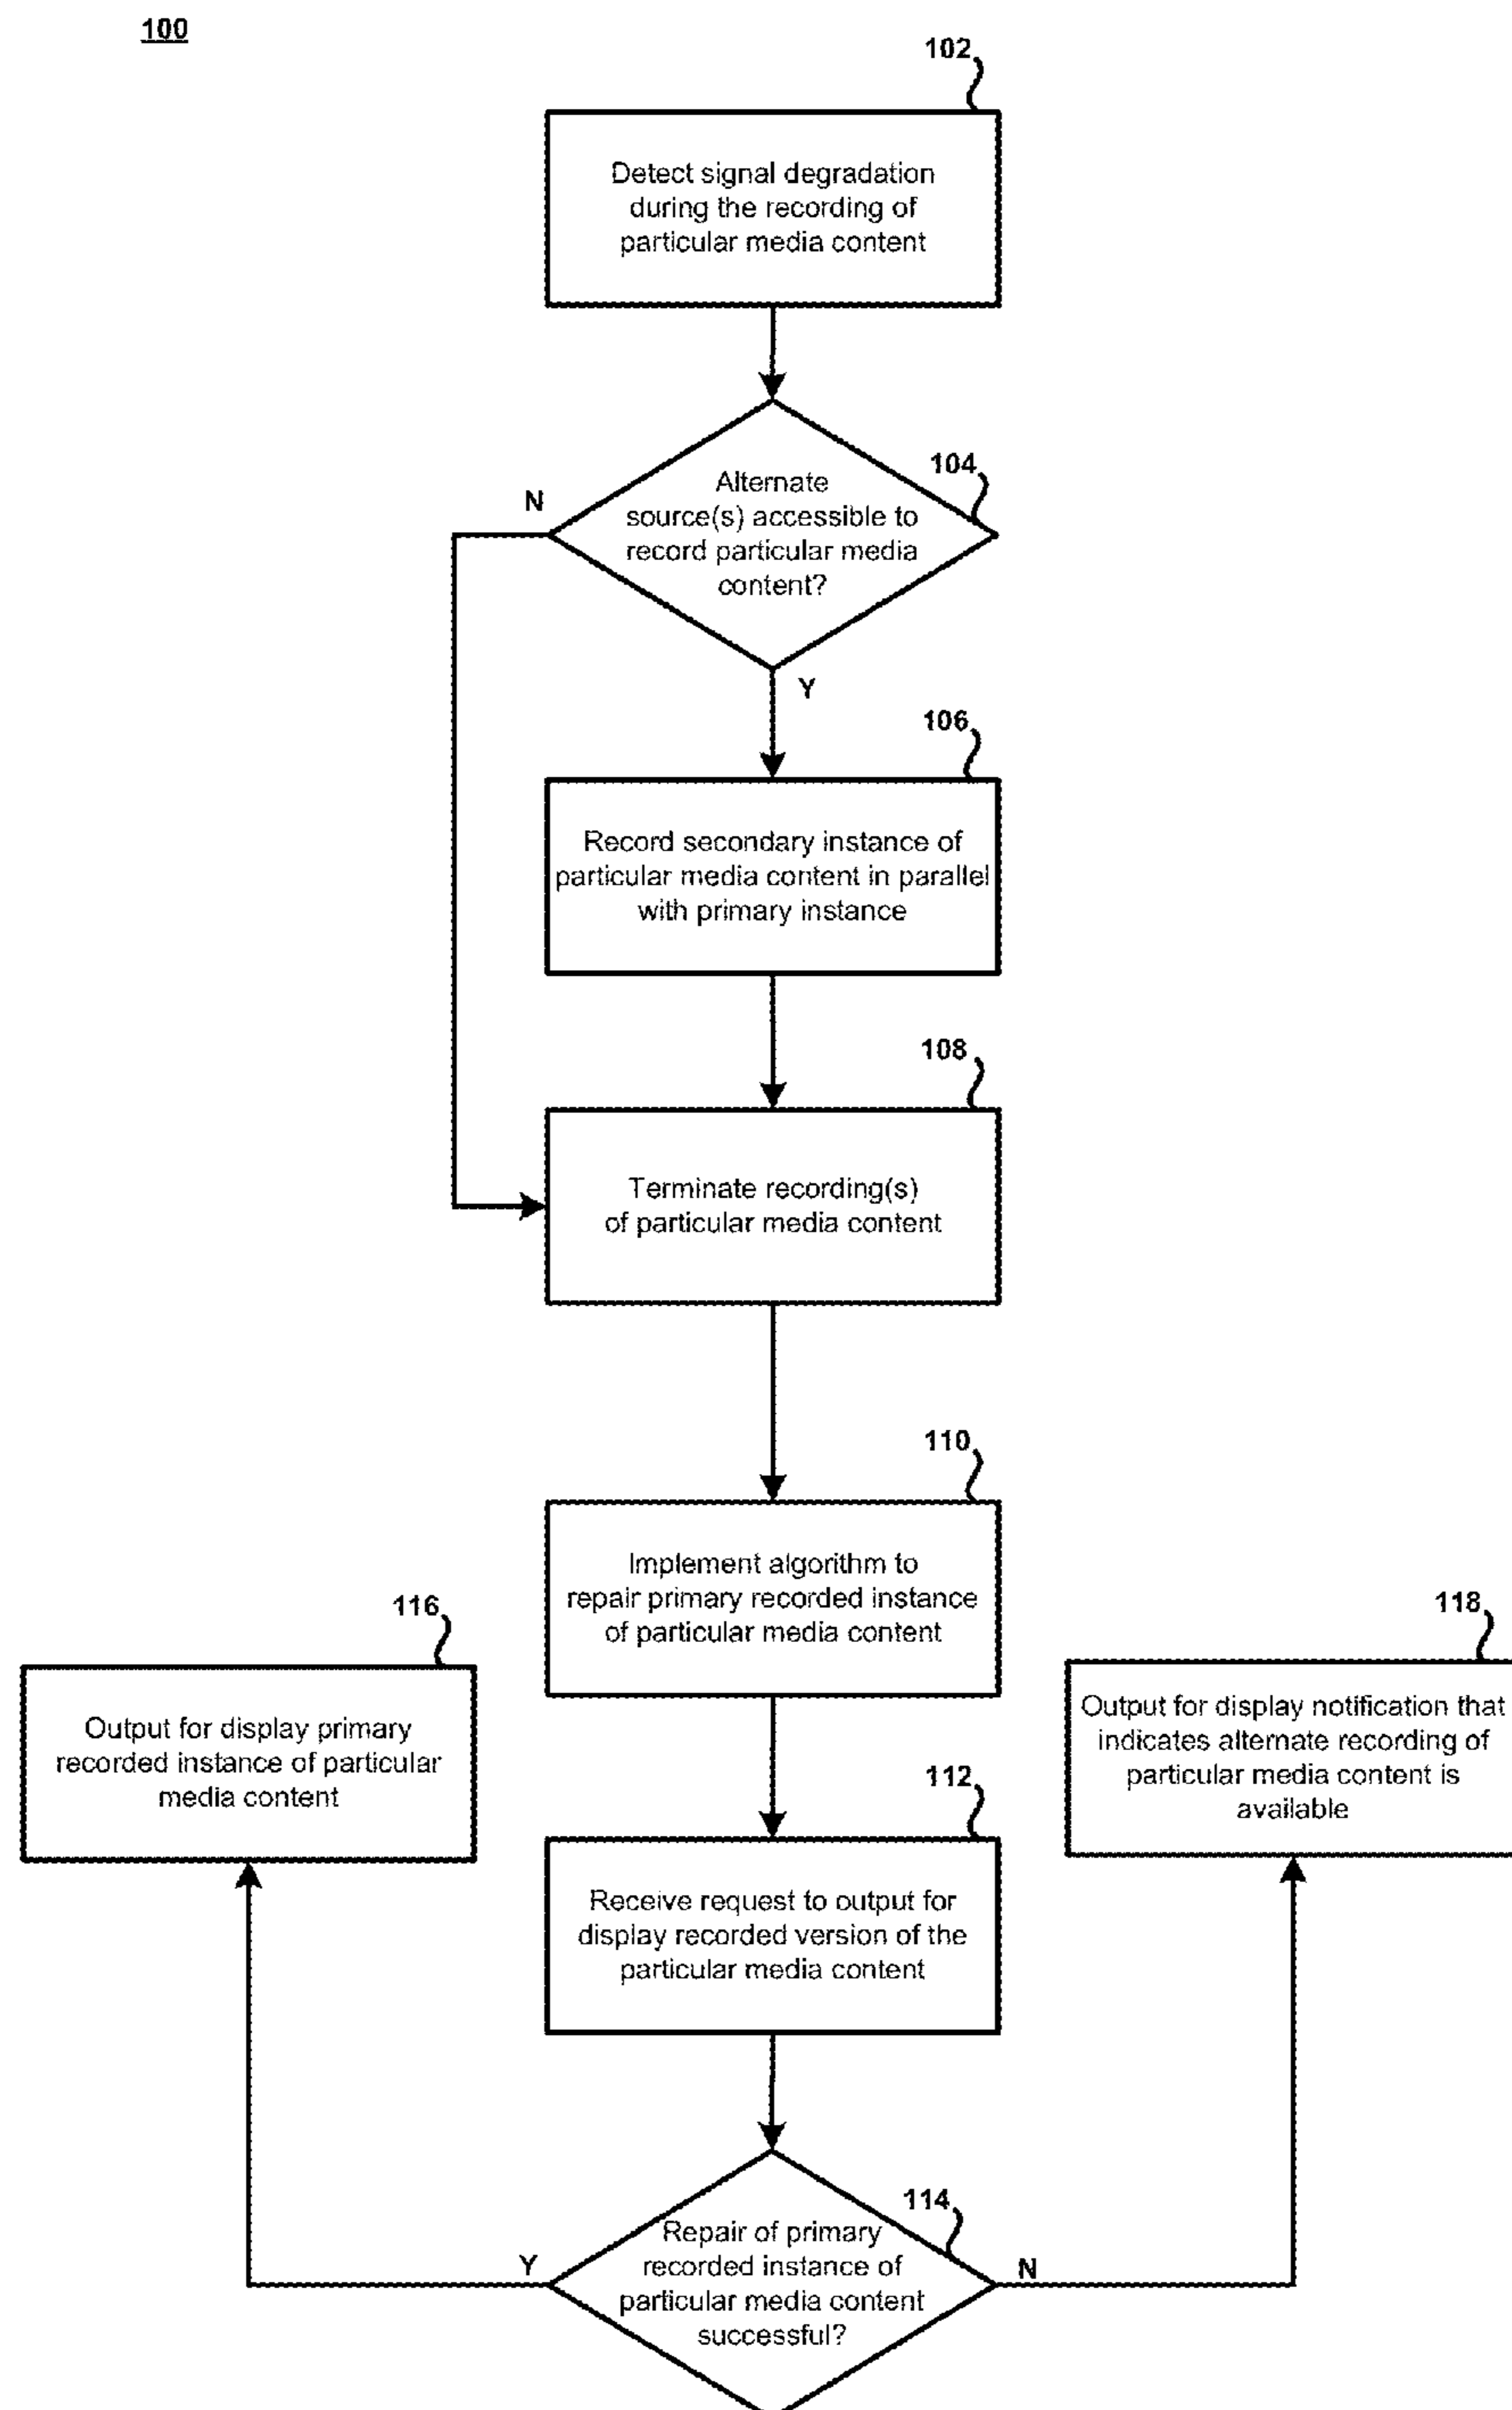 100
102
Detect signal degradation
during the recording of
particular media content
104
N
Alternate
source(s) accessible to
record particular media
content?
Y
106
Record secondary instance of
particular media content in parallel
with primary instance
108
Terminate recording(s)
of particular media content
110
Implement algorithm to
repair primary recorded instance
of particular media content
116
Output for display primary
recorded instance of particular
media content
118
Output for display notification that
indicates alternate recording of
particular media content is
available
112
Receive request to output for
display recorded version of the
particular media content
114
Y
Repair of primary
recorded instance of
particular media content
successful?
N